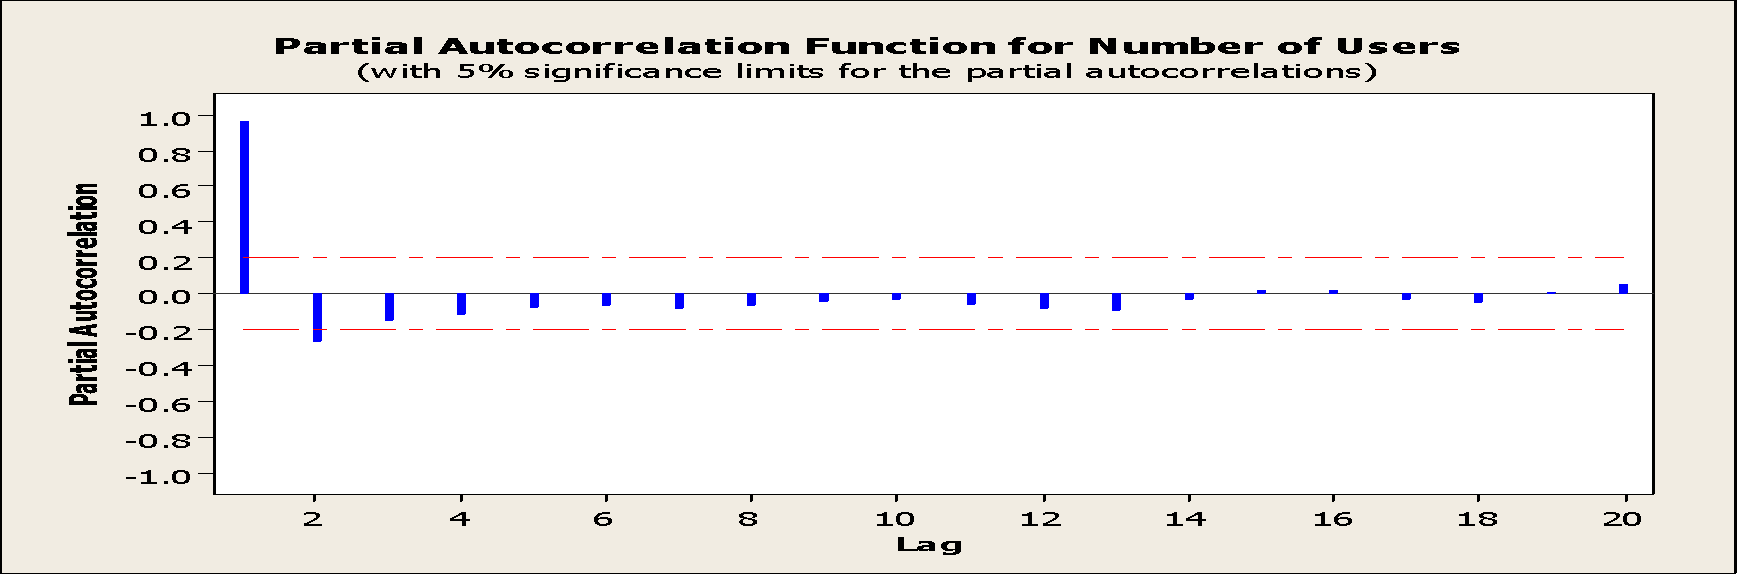 Partial Autocorrelation Function for Number of Users
(with 5% significance limits for the partial autocorrelations)
Partial Autocorrelation
1.0
0.8
0.6
0.4
0.2
0.0
-0.2
-0.4
-0.6
-0.8
-1.0
2 4 6 8 10 12 14 16 18 20
Lag